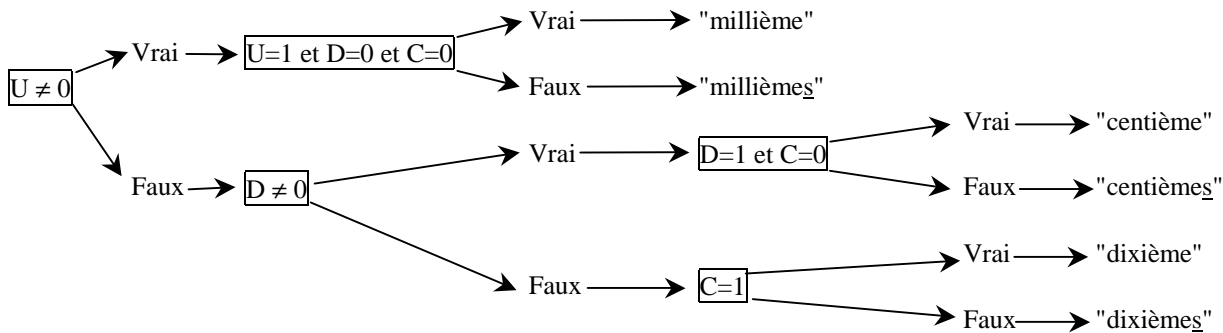 Vrai U=1 et D=0 et C=0 Vrai "millième"
U ≠ 0 Faux "millièmes"
Faux D ≠ 0 Vrai D=1 et C=0 Vrai "centième"
Faux "centièmes"
Faux C=1 Vrai "dixième"
Faux "dixièmes"